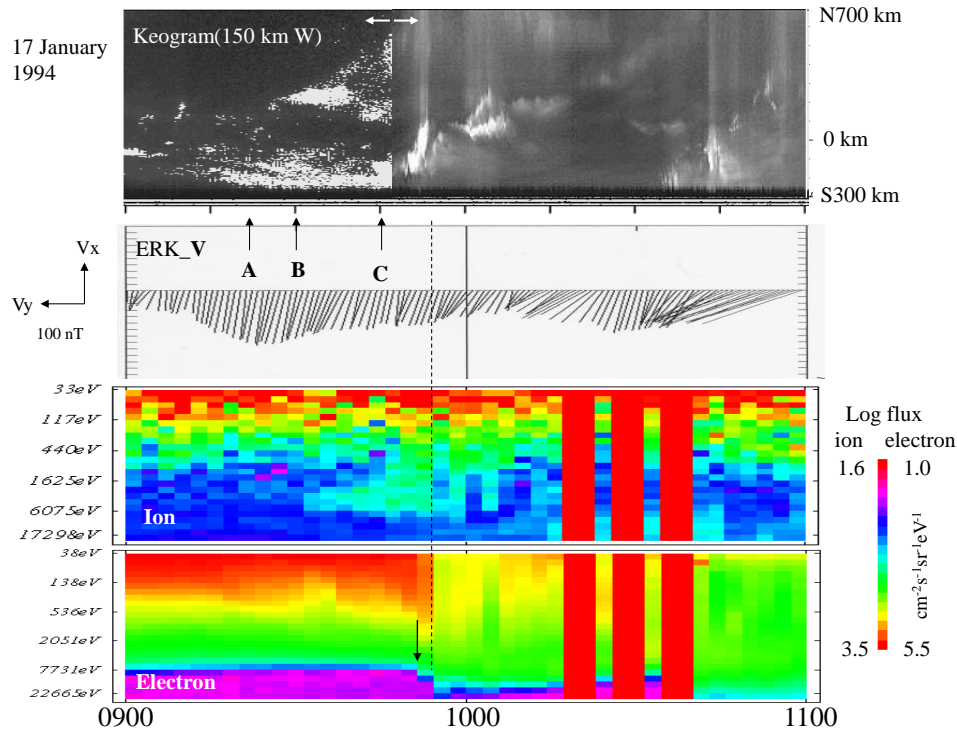 17 January
1994
Keogram(150 km W)
N700 km
0 km
S300 km
Vx
Vy
100 nT
ERK_V
A
B
C
33eV
117eV
440eV
1625eV
6075eV
17298eV
Ion
38eV
138eV
536eV
2051eV
7731eV
22665eV
Electron
0900
1000
1100
Log flux
ion electron
1.6 1.0
cm-2s-1sr-1eV-1
3.5 5.5